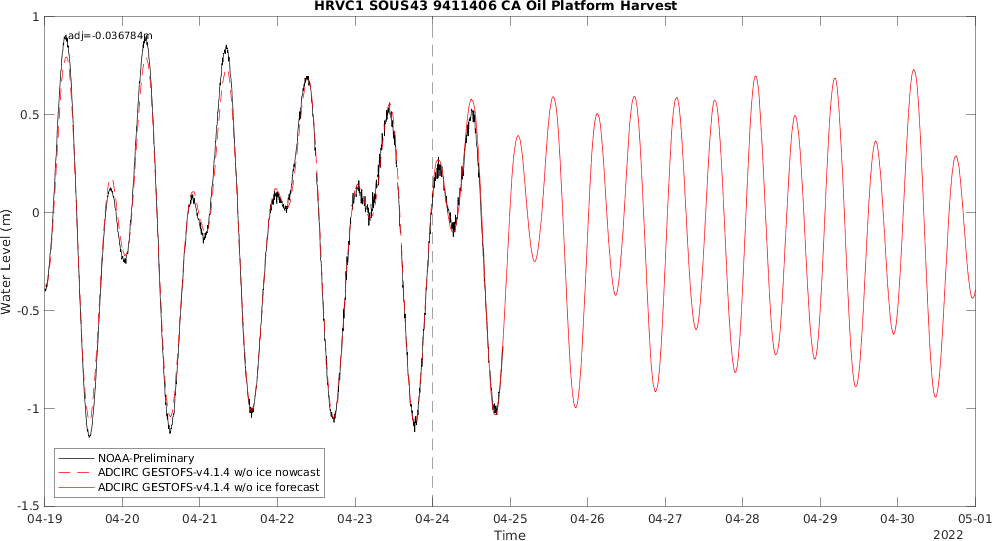 HRVC1 SOUS43 9411406 CA Oil Platform Harvest
adj=-0.036784m
Water Level (m)
1
0.5
0
-0.5
-1
-1.5
NOAA-Preliminary
ADCIRC GESTOFS-v4.1.4 w/o ice nowcast
ADCIRC GESTOFS-v4.1.4 w/o ice forecast
04-19 04-20 04-21 04-22 04-23 04-24 04-25 04-26 04-27 04-28 04-29 04-30 05-01
Time
2022